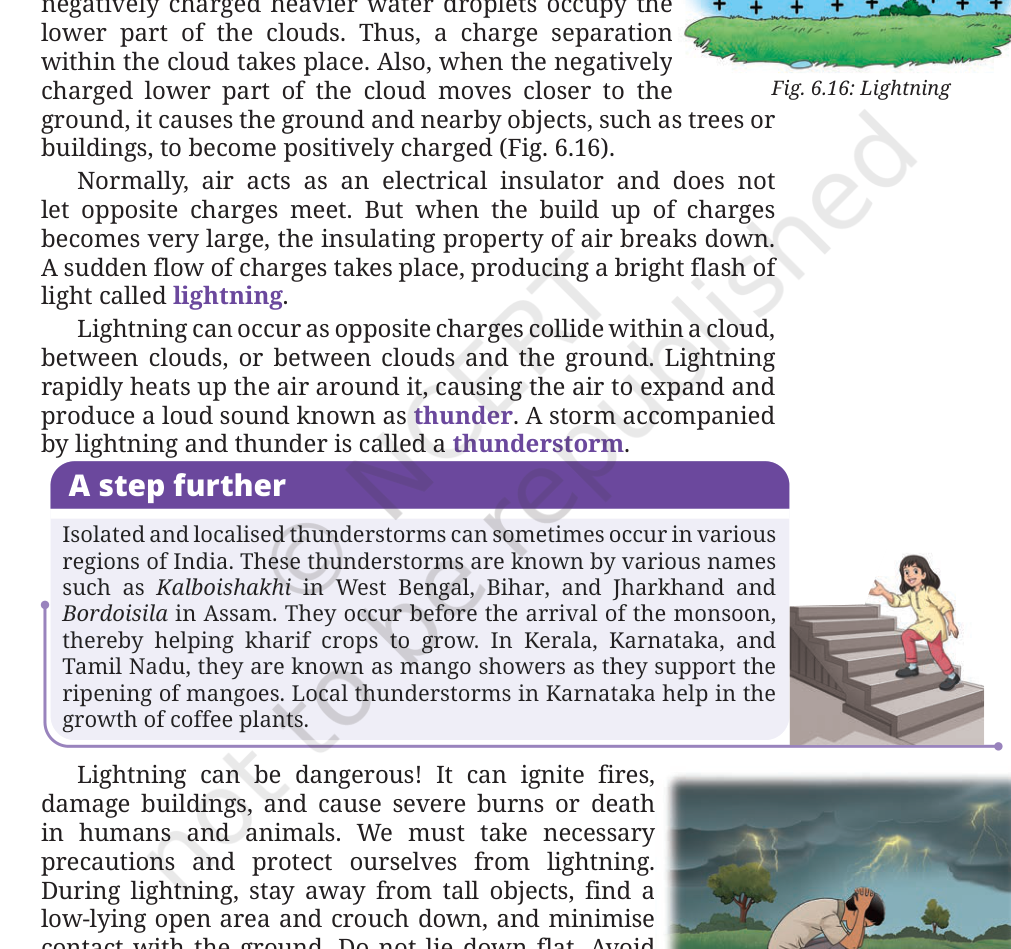 negatively charged heavier water droplets occupy the
lower part of the clouds. Thus, a charge separation
within the cloud takes place. Also, when the negatively
charged lower part of the cloud moves closer to the
ground, it causes the ground and nearby objects, such as trees or
buildings, to become positively charged (Fig. 6.16).
+ + + + + + +
Fig. 6.16: Lightning
Normally, air acts as an electrical insulator and does not
let opposite charges meet. But when the build up of charges
becomes very large, the insulating property of air breaks down.
A sudden flow of charges takes place, producing a bright flash of
light called lightning.
Lightning can occur as opposite charges collide within a cloud,
between clouds, or between clouds and the ground. Lightning
rapidly heats up the air around it, causing the air to expand and
produce a loud sound known as thunder. A storm accompanied
by lightning and thunder is called a thunderstorm.
A step further
Isolated and localised thunderstorms can sometimes occur in various
regions of India. These thunderstorms are known by various names
such as Kalboishakhi in West Bengal, Bihar, and Jharkhand and
Bordoisila in Assam. They occur before the arrival of the monsoon,
thereby helping kharif crops to grow. In Kerala, Karnataka, and
Tamil Nadu, they are known as mango showers as they support the
ripening of mangoes. Local thunderstorms in Karnataka help in the
growth of coffee plants.
Lightning can be dangerous! It can ignite fires,
damage buildings, and cause severe burns or death
in humans and animals. We must take necessary
precautions and protect ourselves from lightning.
During lightning, stay away from tall objects, find a
low-lying open area and crouch down, and minimise
contact with the ground. Do not lie down flat. Avoid
© NCERT
not to be republished